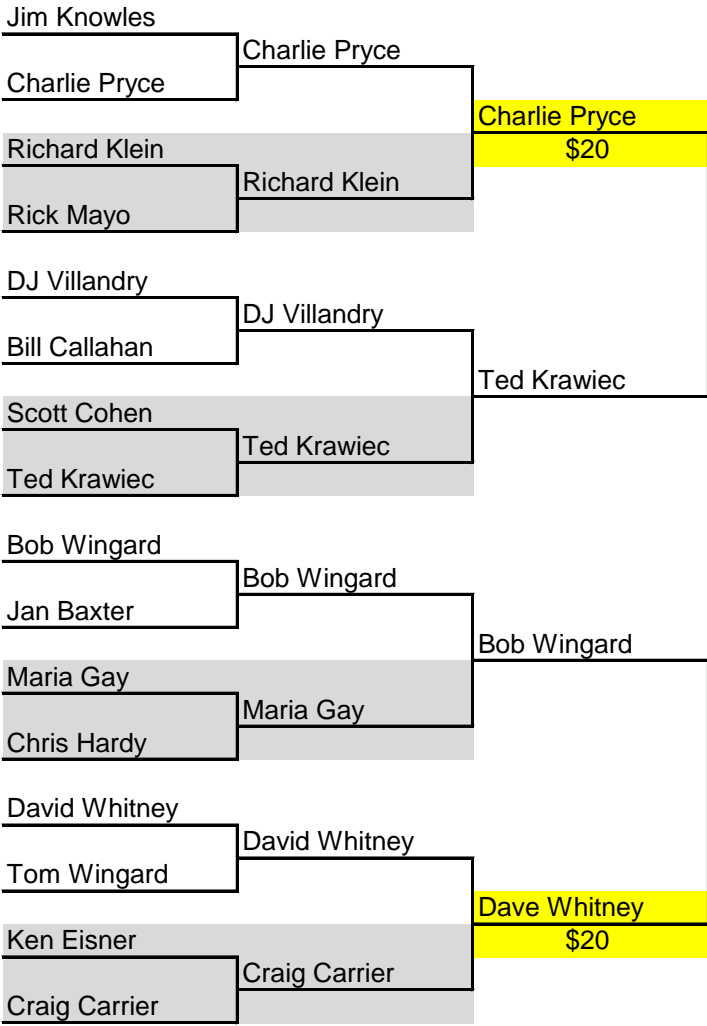 Jim Knowles
Charlie Pryce
Charlie Pryce
Charlie Pryce
$20
Richard Klein
Richard Klein
Rick Mayo
DJ Villandry
DJ Villandry
Bill Callahan
Ted Krawiec
Scott Cohen
Ted Krawiec
Ted Krawiec
Bob Wingard
Bob Wingard
Jan Baxter
Bob Wingard
Maria Gay
Maria Gay
Chris Hardy
David Whitney
David Whitney
Tom Wingard
Dave Whitney
$20
Ken Eisner
Craig Carrier
Craig Carrier